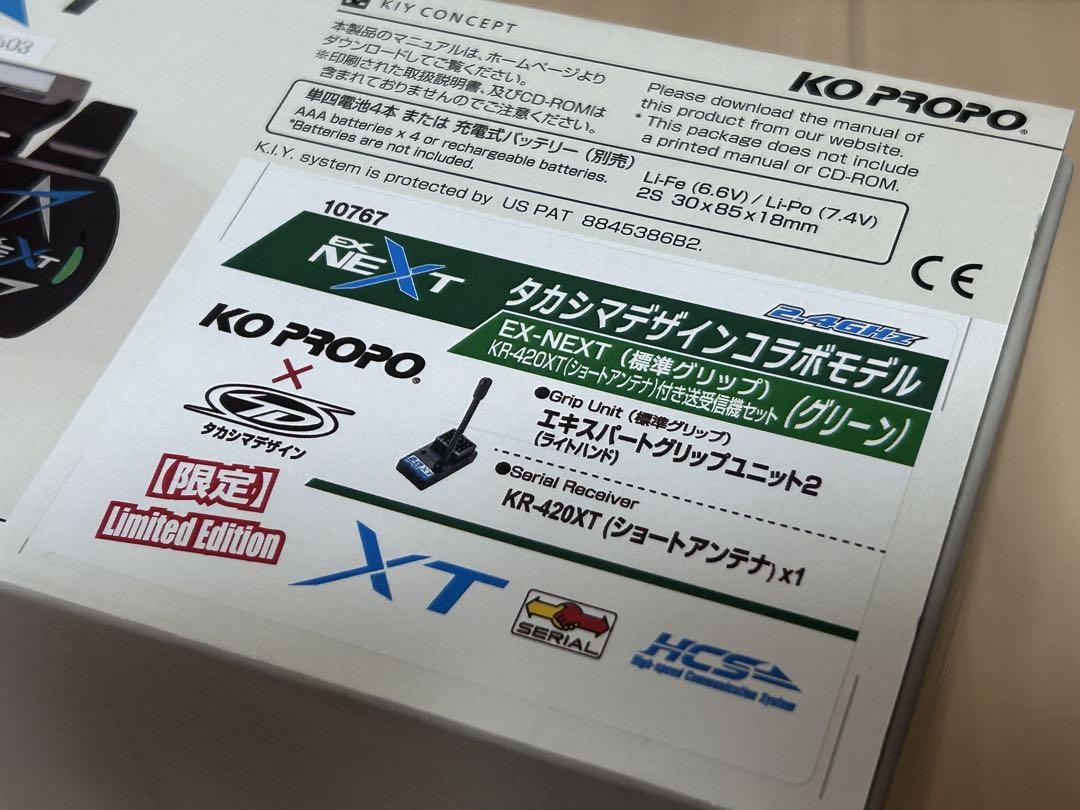 603
KIY CONCEPT
本製品のマニュアルは、ホームページより
ダウンロードしてご覧ください。
※印刷された取扱説明書、及びCD-ROMは
含まれておりませんのでご注意ください。
KO PROPO®
Please download the manual of
this product from our website.
* This package does not include
a printed manual or CD-ROM.
単四電池4本 または 充電式バッテリー（別売）
AAA batteries x 4 or rechargeable batteries.
*Batteries are not included.
Li-Fe (6.6V) / Li-Po (7.4V)
2S 30×85×18mm
K.I.Y. system is protected by US PAT 8845386B2.
CE
10767
EX
NEXT
タカシマデザインコラボモデル
2.4GHz
EX-NEXT（標準グリップ）
KR-420XT(ショートアンテナ)付き送受信機セット
(グリーン)
KO PROPO®
×
タカシマデザイン
【限定】
Limited Edition
●Grip Unit（標準グリップ）
エキスパートグリップユニット2
(ライトハンド)
●Serial Receiver
KR-420XT (ショートアンテナ) x1
XT
SERIAL
HCS
High-speed Communication System